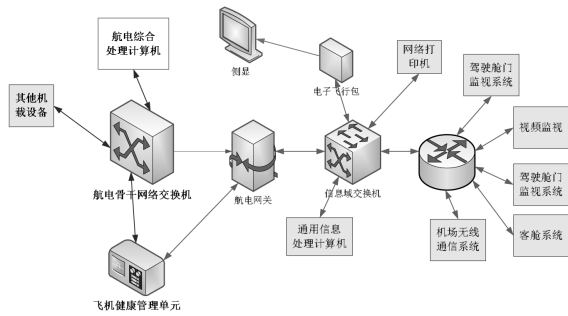 航电综合
处理计算机
其他机
载设备
航电骨干网络交换机
飞机健康管理单元
侧显
电子飞行包
航电网关
网络打
印机
信息域交换机
通用信息
处理计算机
驾驶舱门
监视系统
视频监视
驾驶舱门
监视系统
客舱系统
机场无线
通信系统